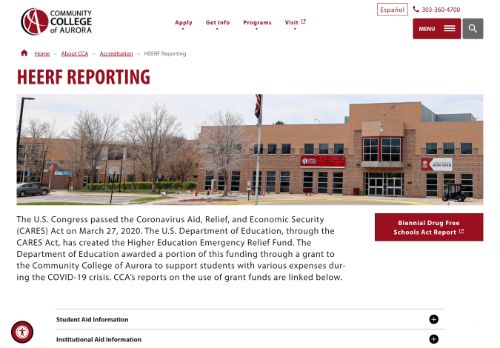 COMMUNITY
COLLEGE
of AURORA
Español
303-360-4700
Apply
Get Info
Programs
Visit
MENU
Home – About CCA – Accreditation – HEERF Reporting
HEERF REPORTING
The U.S. Congress passed the Coronavirus Aid, Relief, and Economic Security
(CARES) Act on March 27, 2020. The U.S. Department of Education, through the
CARES Act, has created the Higher Education Emergency Relief Fund. The
Department of Education awarded a portion of this funding through a grant to
the Community College of Aurora to support students with various expenses dur-
ing the COVID-19 crisis. CCA’s reports on the use of grant funds are linked below.
Biennial Drug Free
Schools Act Report
Student Aid Information
Institutional Aid Information